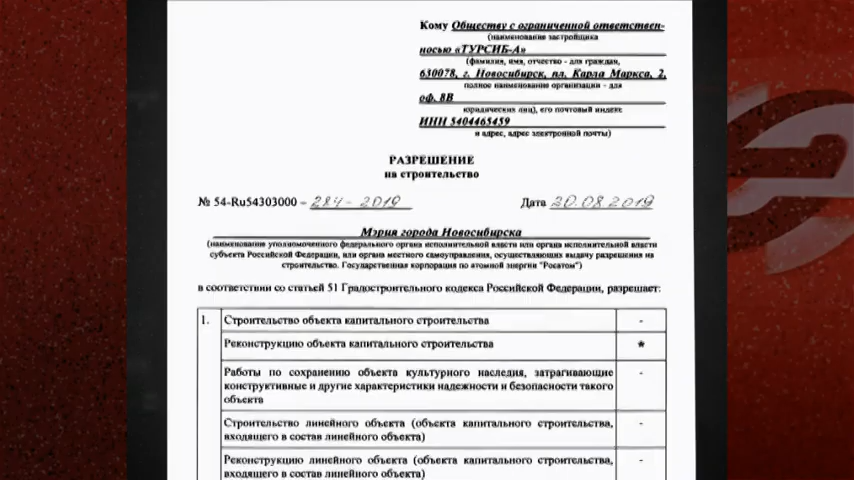 Кому Обществу с ограниченной ответствен-
(наименование застройщика
ностью «ТУРСИБ-А»
(фамилия, имя, отчество - для граждан,
630078, г. Новосибирск, пл. Карла Маркса, 2,
полное наименование организации - для
оф. 8В
юридических лиц), его почтовый индекс
ИНН 5404465459
и адрес, адрес электронной почты)
РАЗРЕШЕНИЕ
на строительство
№ 54-Ru54303000 – 284 - 2019 Дата 20.08.2019
Мэрия города Новосибирска
(наименование уполномоченного федерального органа исполнительной власти или органа исполнительной власти
субъекта Российской Федерации, или органа местного самоуправления, осуществляющих выдачу разрешения на
строительство. Государственная корпорация по атомной энергии "Росатом")
в соответствии со статьей 51 Градостроительного кодекса Российской Федерации, разрешает:
1. Строительство объекта капитального строительства -
Реконструкцию объекта капитального строительства *
Работы по сохранению объекта культурного наследия, затрагивающие -
конструктивные и другие характеристики надежности и безопасности такого
объекта
Строительство линейного объекта (объекта капитального строительства, -
входящего в состав линейного объекта)
Реконструкцию линейного объекта (объекта капитального строительства, -
входящего в состав линейного объекта)